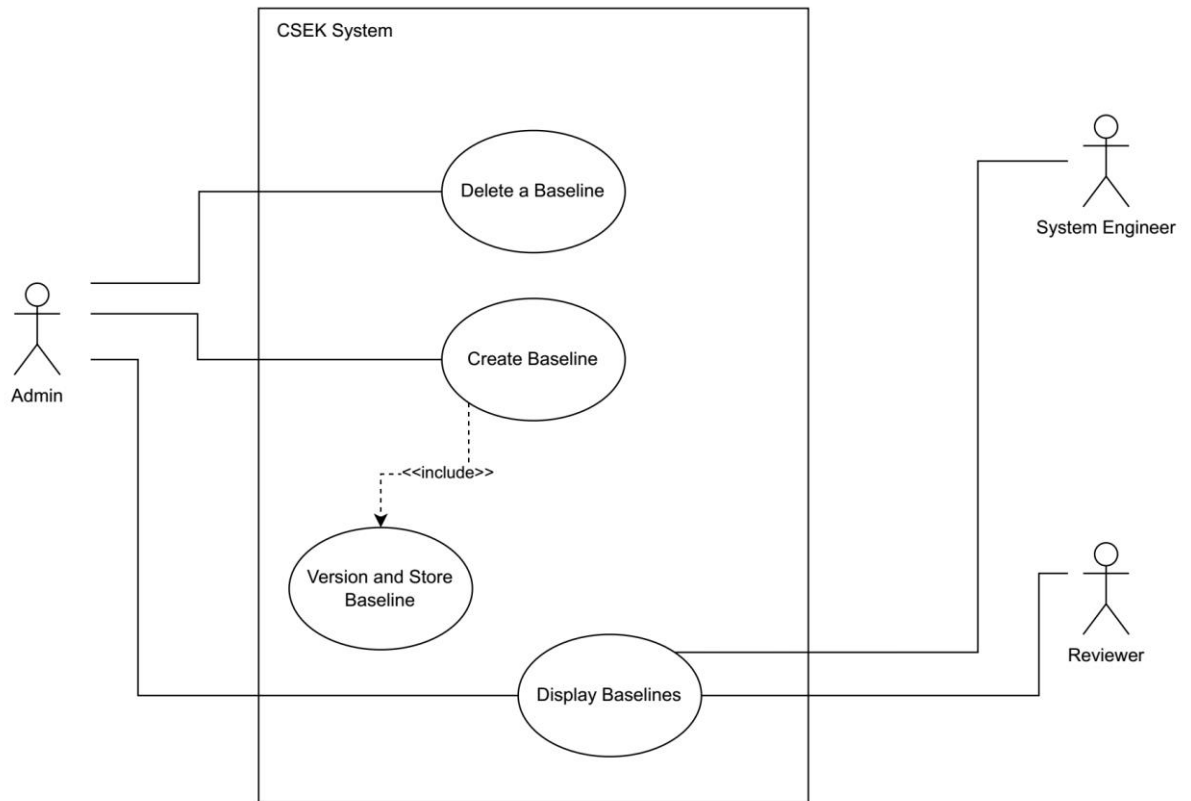 CSEK System
Delete a Baseline
System Engineer
Create Baseline
Admin
<<include>>
Version and Store
Baseline
Reviewer
Display Baselines